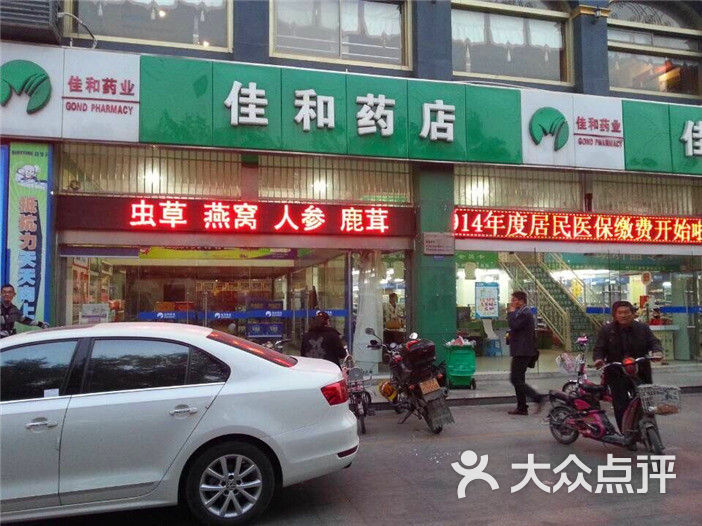 佳和药业
GOND PHARMACY
佳和药店
佳和药业
GOND PHARMACY
佳
虫草 燕窝 人参 鹿茸
014年度居民医保缴费开始啦
大众点评